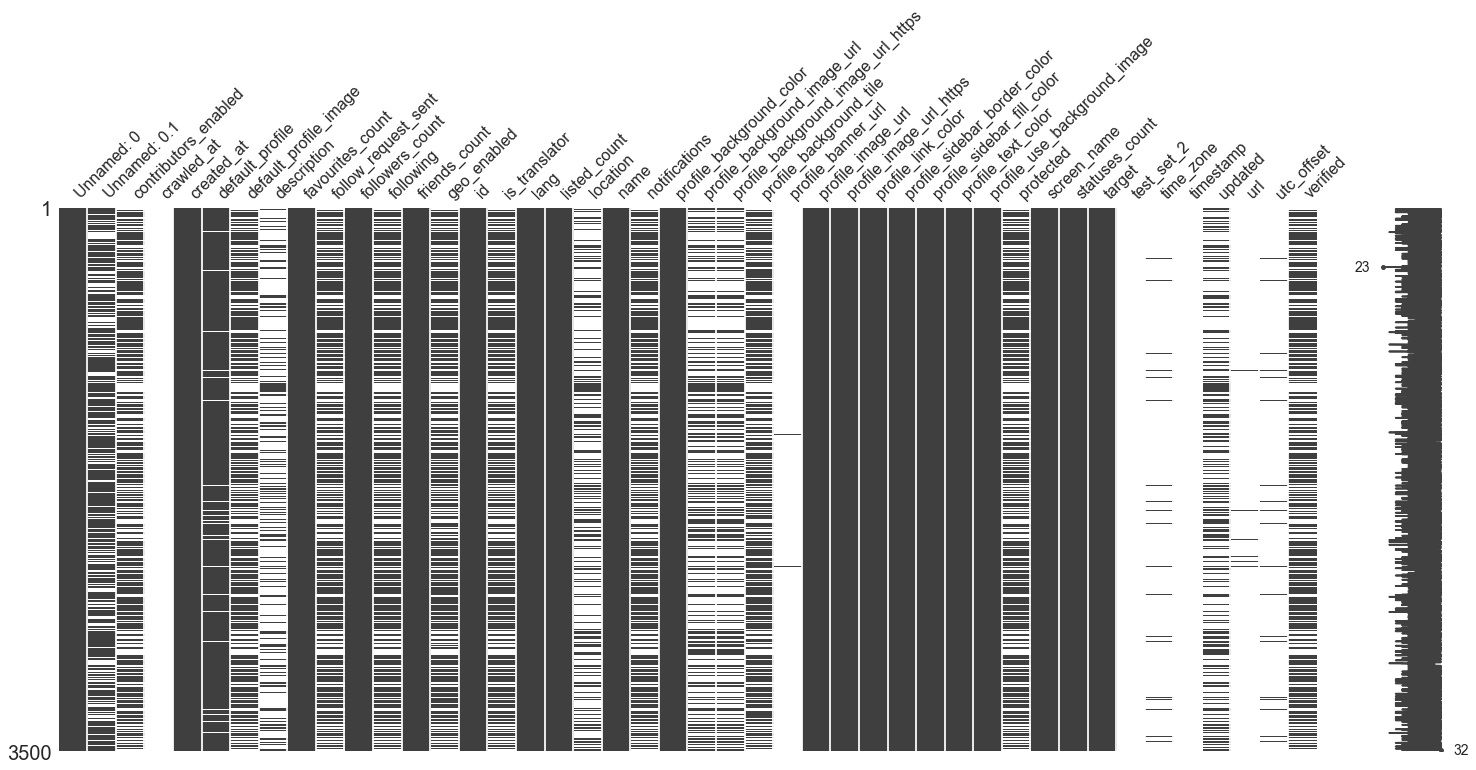 Unnamed: 0
Unnamed: 0.1
contributors_enabled
crawled_at
created_at
default_profile
default_profile_image
description
favourites_count
follow_request_sent
followers_count
following
friends_count
geo_enabled
id
is_translator
lang
listed_count
location
name
notifications
profile_background_color
profile_background_image_url
profile_background_image_url_https
profile_background_tile
profile_banner_url
profile_image_url
profile_image_url_https
profile_link_color
profile_sidebar_border_color
profile_sidebar_fill_color
profile_text_color
profile_use_background_image
protected
screen_name
statuses_count
target
test_set_2
time_zone
timestamp
updated
url
utc_offset
verified
1
23
3500
32